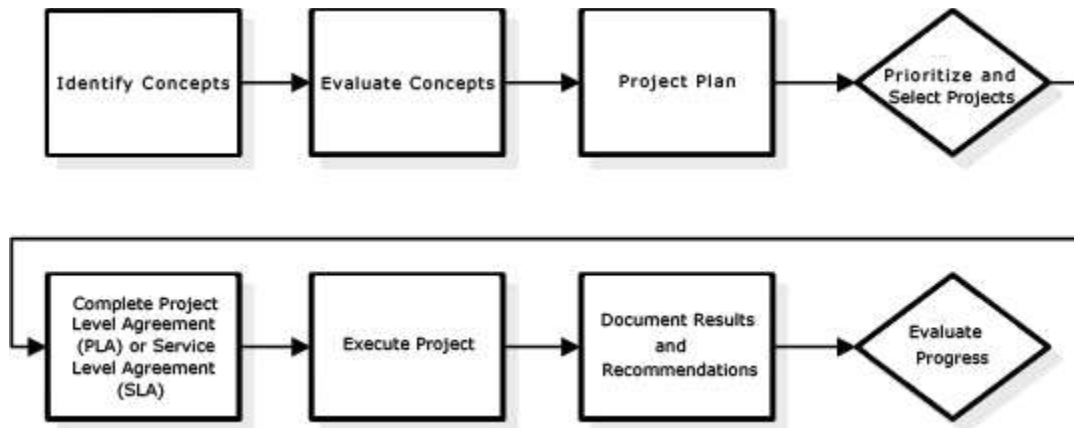 Identify Concepts
Evaluate Concepts
Project Plan
Prioritize and
Select Projects
Complete Project
Level Agreement
(PLA) or Service
Level Agreement
(SLA)
Execute Project
Document Results
and
Recommendations
Evaluate
Progress